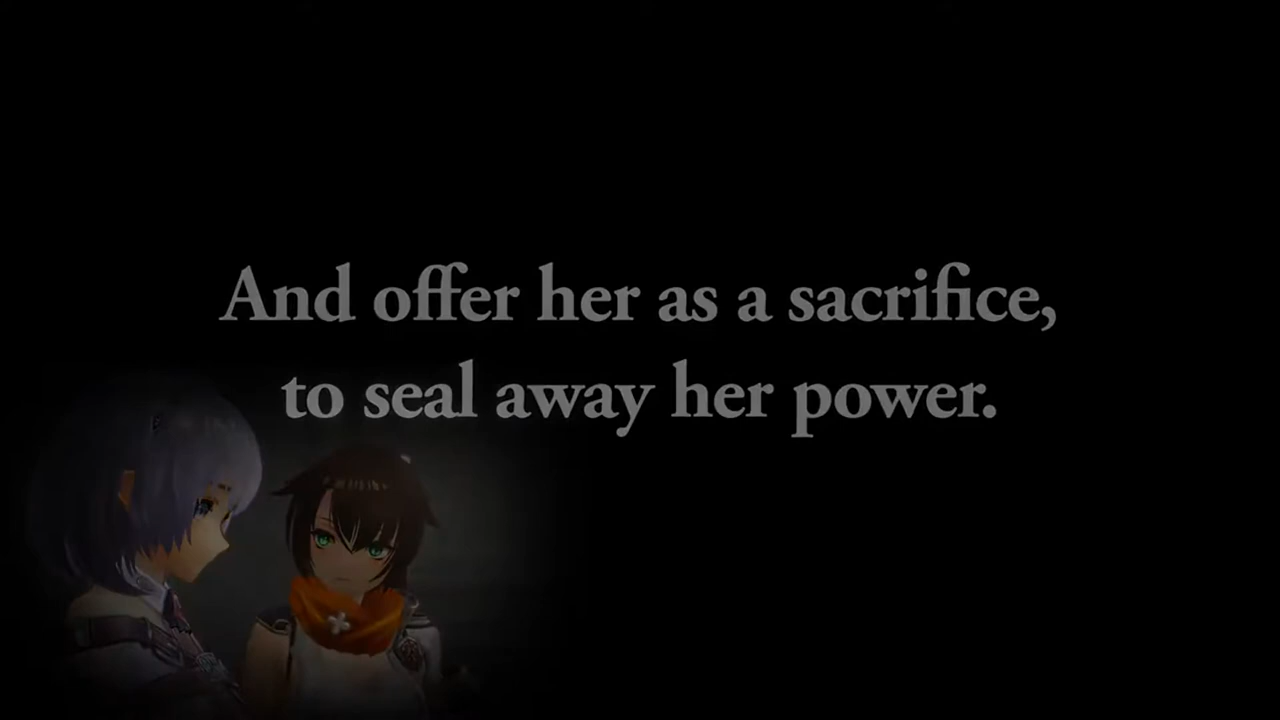 And offer her as a sacrifice,
to seal away her power.